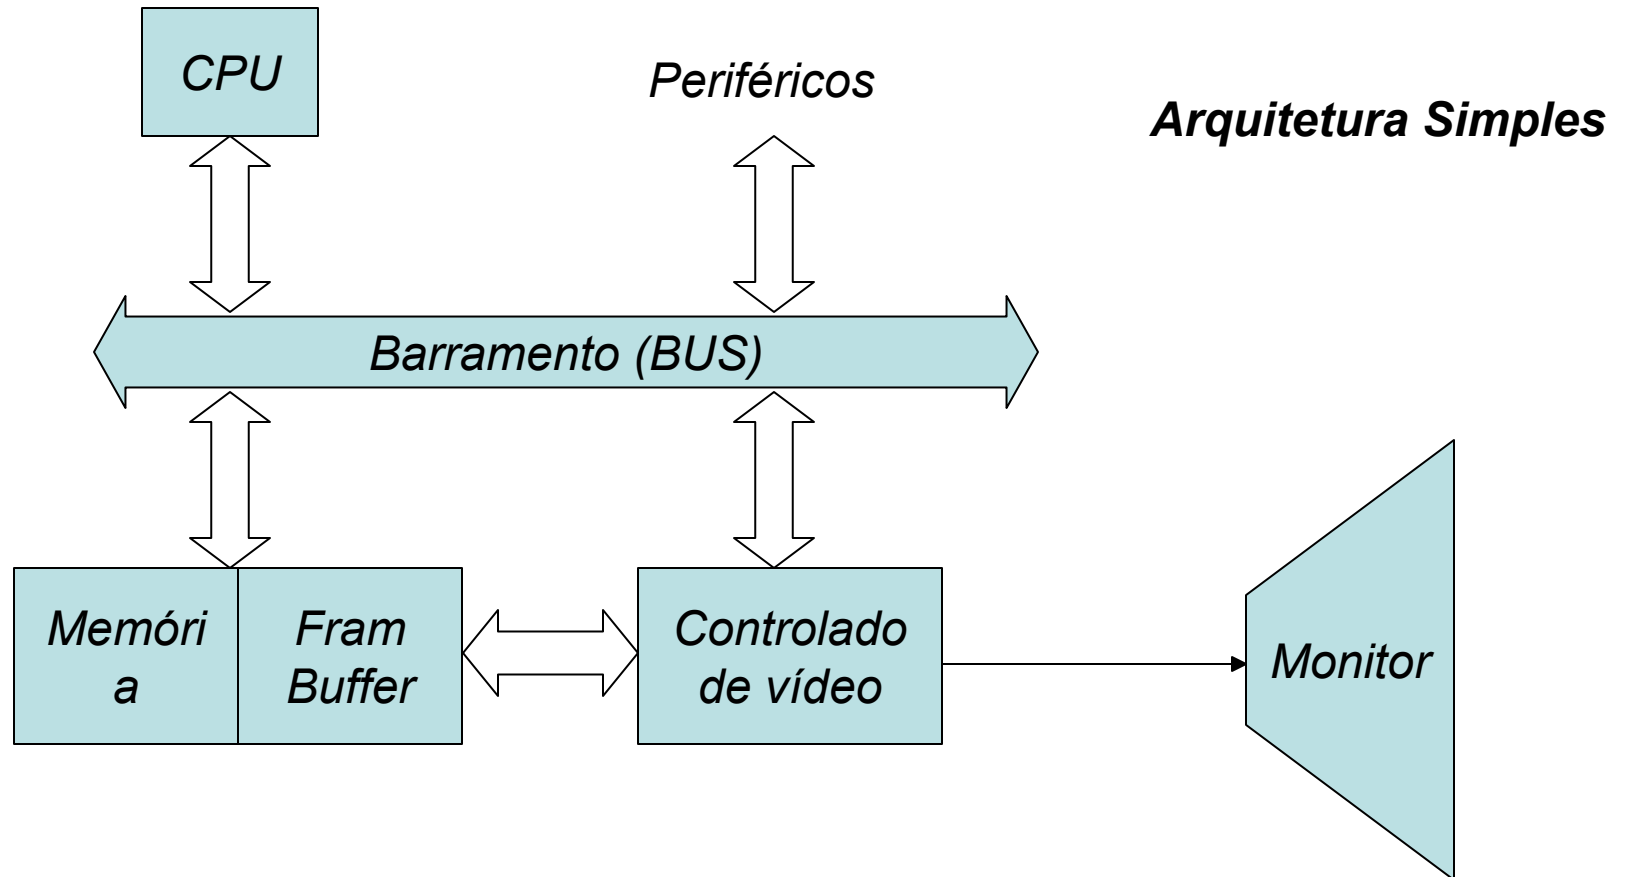 CPU
Periféricos
Arquitetura Simples
Barramento (BUS)
Memóri
a
Fram
Buffer
Controlado
de vídeo
Monitor